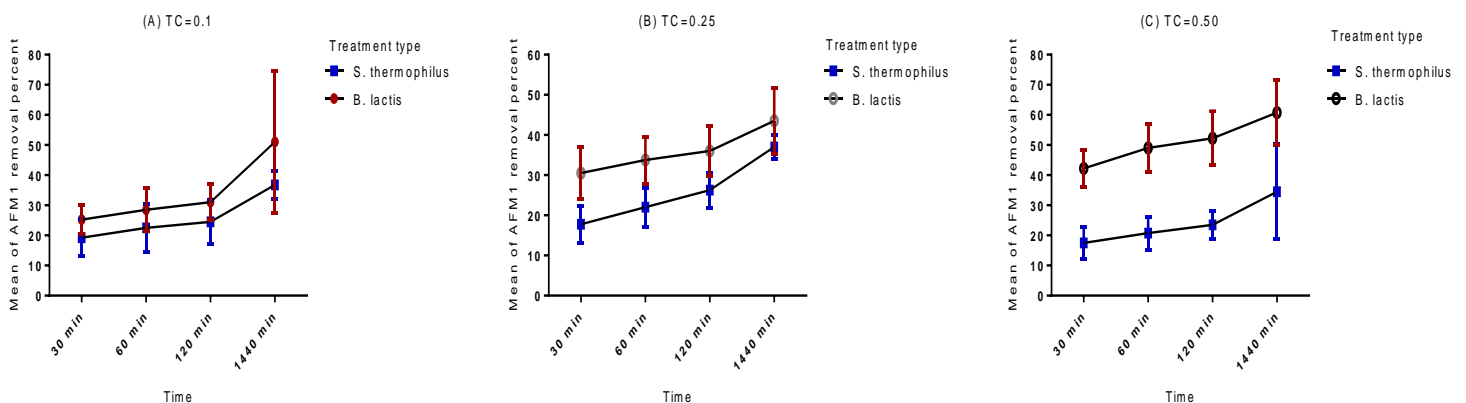 (A) TC=0.1
Mean of AFM1 removal percent
80
70
60
50
40
30
20
10
0
30 min
60 min
120 min
1440 min
Time
Treatment type
S. thermophilus
B. lactis
(B) TC=0.25
Mean of AFM1 removal percent
60
50
40
30
20
10
0
30 min
60 min
120 min
1440 min
Time
Treatment type
S. thermophilus
B. lactis
(C) TC=0.50
Mean of AFM1 removal percent
80
70
60
50
40
30
20
10
0
30 min
60 min
120 min
1440 min
Time
Treatment type
S. thermophilus
B. lactis